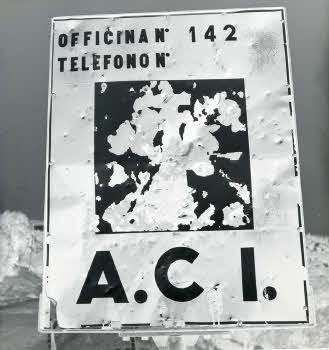 OFFICINA N° 142
TELEFONO N°
A.C.I.